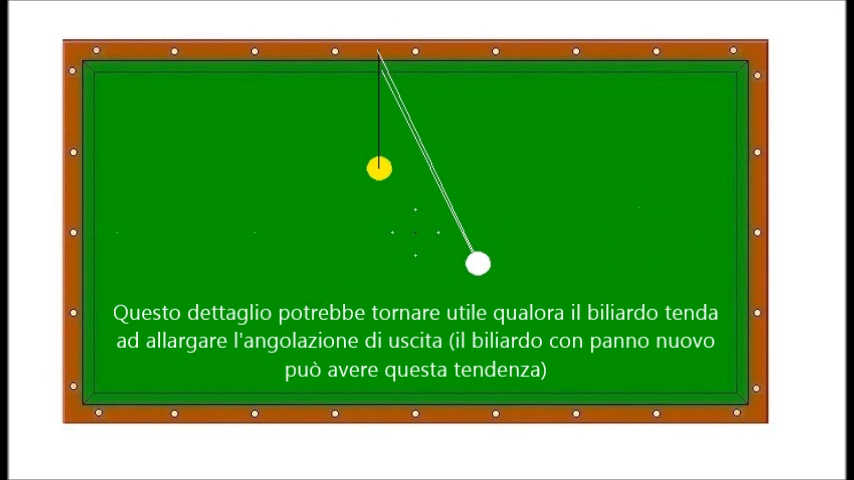 Questo dettaglio potrebbe tornare utile qualora il biliardo tenda
ad allargare l'angolazione di uscita (il biliardo con panno nuovo
può avere questa tendenza)